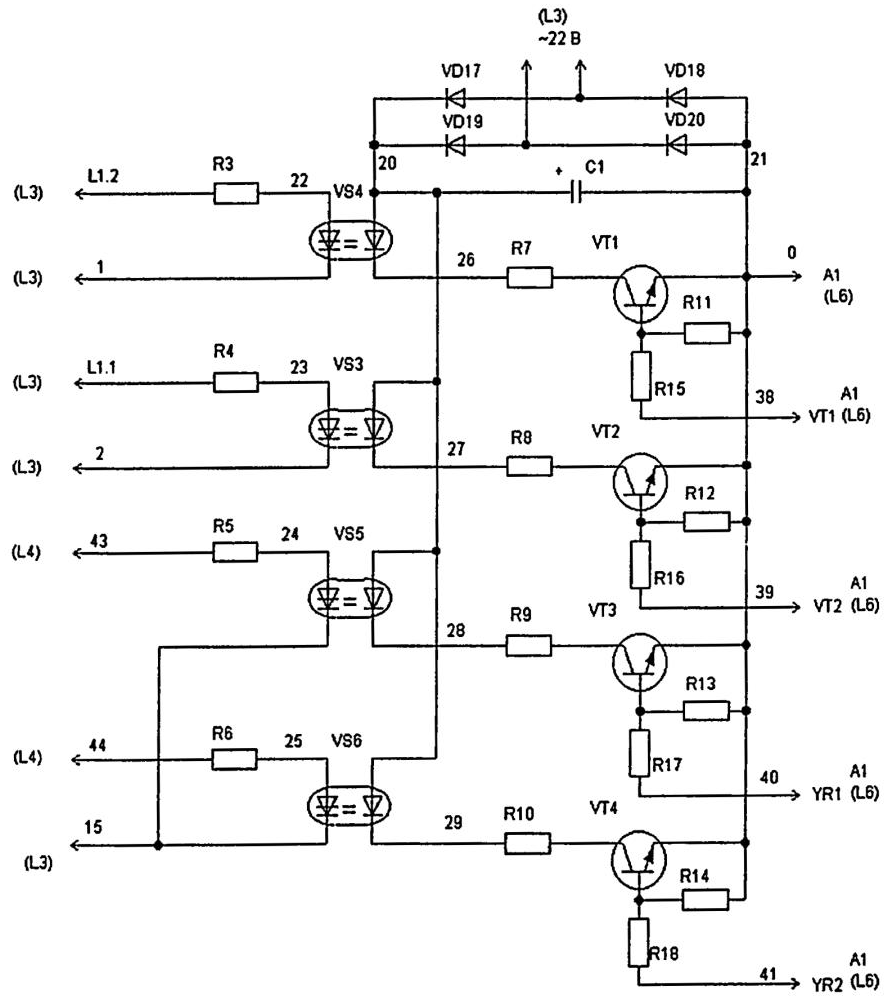 (L3)
~22 В
VD17
VD18
VD19
VD20
20
21
+ C1
(L3) L1.2 R3 22 VS4
(L3) 1
26 R7 VT1
0
A1
(L6)
R11
(L3) L1.1 R4 23 VS3
R15
38
A1
VT1 (L6)
(L3) 2
27 R8 VT2
R12
(L4) 43 R5 24 VS5
R16
39
A1
VT2 (L6)
28 R9 VT3
R13
(L4) 44 R6 25 VS6
R17
40
A1
YR1 (L6)
15
(L3)
29 R10 VT4
R14
R18
41
A1
YR2 (L6)